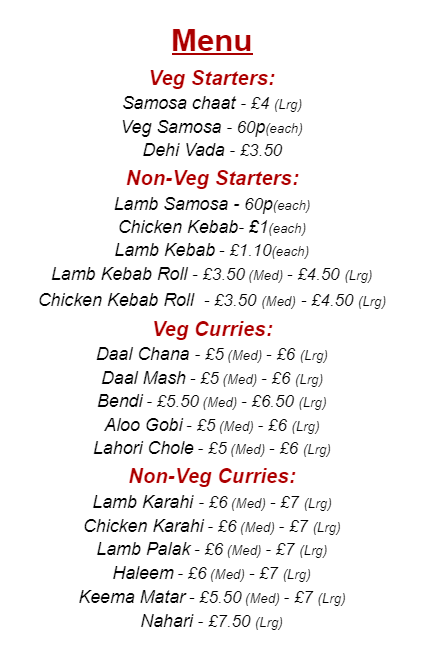 Menu
Veg Starters:
Samosa chaat - £4 (Lrg)
Veg Samosa - 60p(each)
Dehi Vada - £3.50
Non-Veg Starters:
Lamb Samosa - 60p(each)
Chicken Kebab- £1(each)
Lamb Kebab - £1.10(each)
Lamb Kebab Roll - £3.50 (Med) - £4.50 (Lrg)
Chicken Kebab Roll - £3.50 (Med) - £4.50 (Lrg)
Veg Curries:
Daal Chana - £5 (Med) - £6 (Lrg)
Daal Mash - £5 (Med) - £6 (Lrg)
Bendi - £5.50 (Med) - £6.50 (Lrg)
Aloo Gobi - £5 (Med) - £6 (Lrg)
Lahori Chole - £5 (Med) - £6 (Lrg)
Non-Veg Curries:
Lamb Karahi - £6 (Med) - £7 (Lrg)
Chicken Karahi - £6 (Med) - £7 (Lrg)
Lamb Palak - £6 (Med) - £7 (Lrg)
Haleem - £6 (Med) - £7 (Lrg)
Keema Matar - £5.50 (Med) - £7 (Lrg)
Nahari - £7.50 (Lrg)